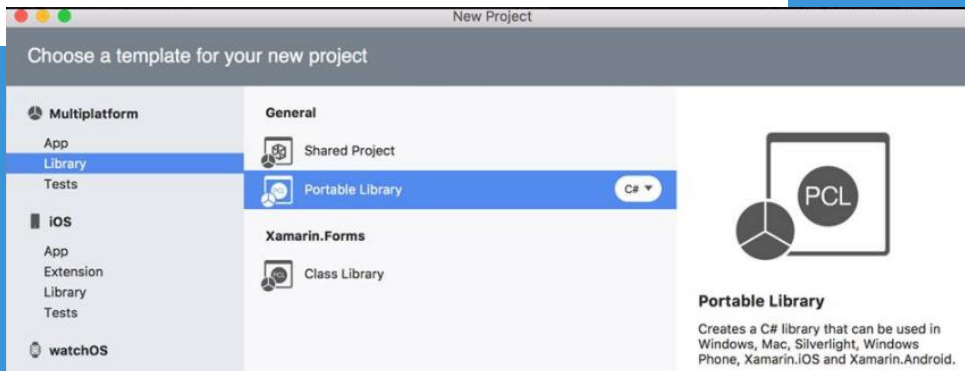 New Project
Choose a template for your new project
Multiplatform
App
Library
Tests
iOS
App
Extension
Library
Tests
watchOS
General
Shared Project
Portable Library
C#
Xamarin.Forms
Class Library
PCL
Portable Library
Creates a C# library that can be used in
Windows, Mac, Silverlight, Windows
Phone, Xamarin.iOS and Xamarin.Android.